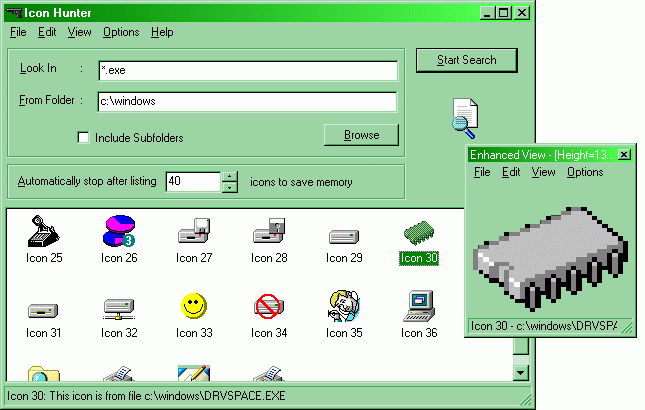 Icon Hunter
File Edit View Options Help
Look In :
*.exe
Start Search
From Folder :
c:\windows
Include Subfolders
Browse
Automatically stop after listing 40 icons to save memory
Icon 25 Icon 26 Icon 27 Icon 28 Icon 29 Icon 30
3
Icon 31 Icon 32 Icon 33 Icon 34 Icon 35 Icon 36
Icon 30: This icon is from file c:\windows\DRVSPACE.EXE
Enhanced View - [Height=13...
File Edit View Options
Icon 30 - c:\windows\DRVSPA